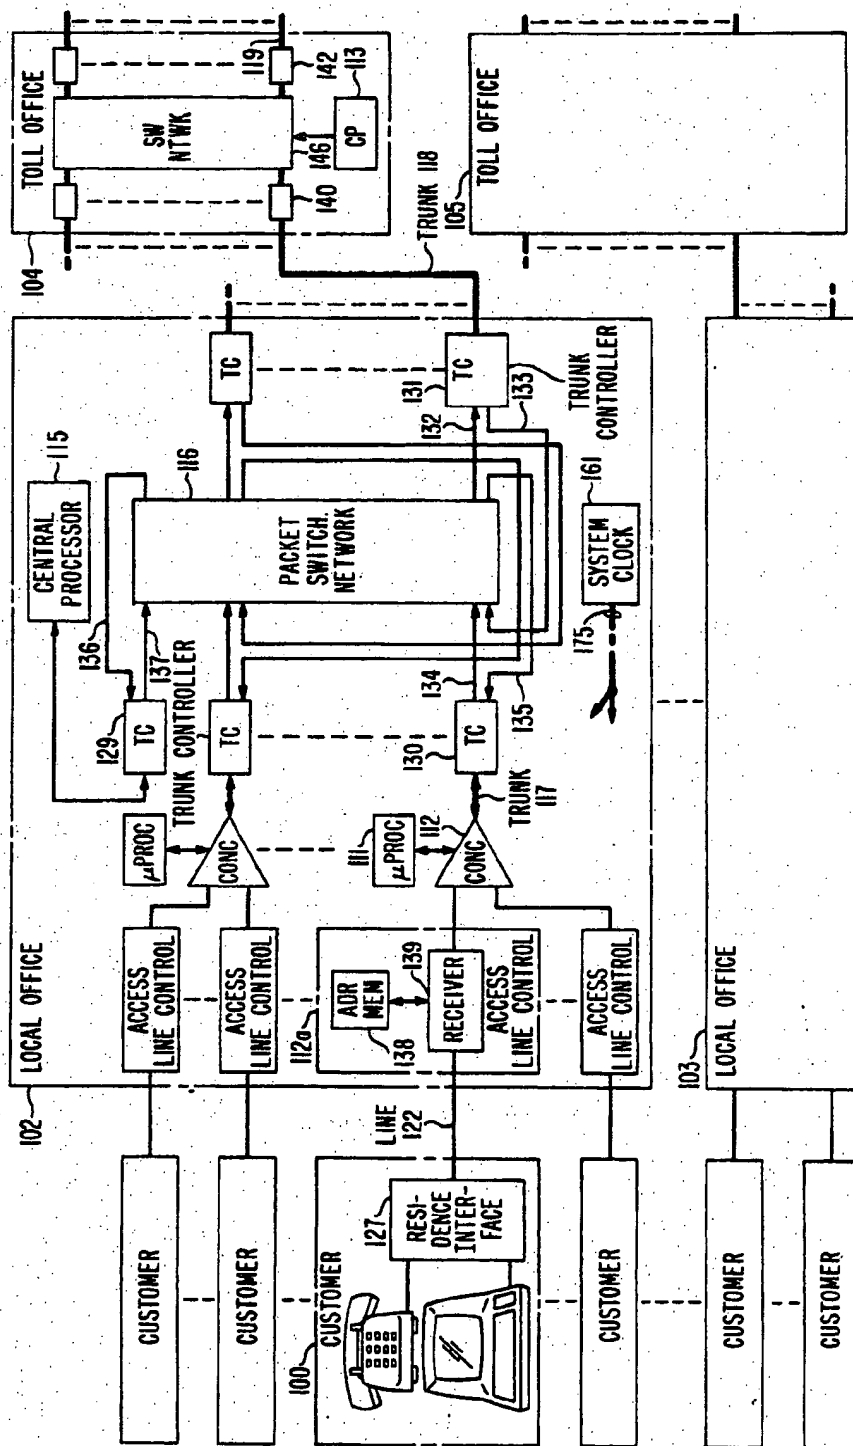 CUSTOMER
CUSTOMER
100
CUSTOMER
127
RESI-
DENCE
INTER-
FACE
CUSTOMER
CUSTOMER
CUSTOMER
LINE
122
102
LOCAL OFFICE
ACCESS
LINE CONTROL
ACCESS
LINE CONTROL
112a
ADR
MEM
138
139
RECEIVER
ACCESS
LINE CONTROL
ACCESS
LINE CONTROL
μPROC
CONC
111
μPROC
112
CONC
TRUNK
117
129
TC
TRUNK CONTROLLER
TC
130
TC
136
137
134
135
CENTRAL
PROCESSOR
115
116
PACKET
SWITCH.
NETWORK
175
SYSTEM
CLOCK
161
TC
131
TC
132
133
TRUNK
CONTROLLER
TRUNK 118
104
TOLL OFFICE
140
SW
NTWK
146
CP
113
142
119
105
TOLL OFFICE
103
LOCAL OFFICE